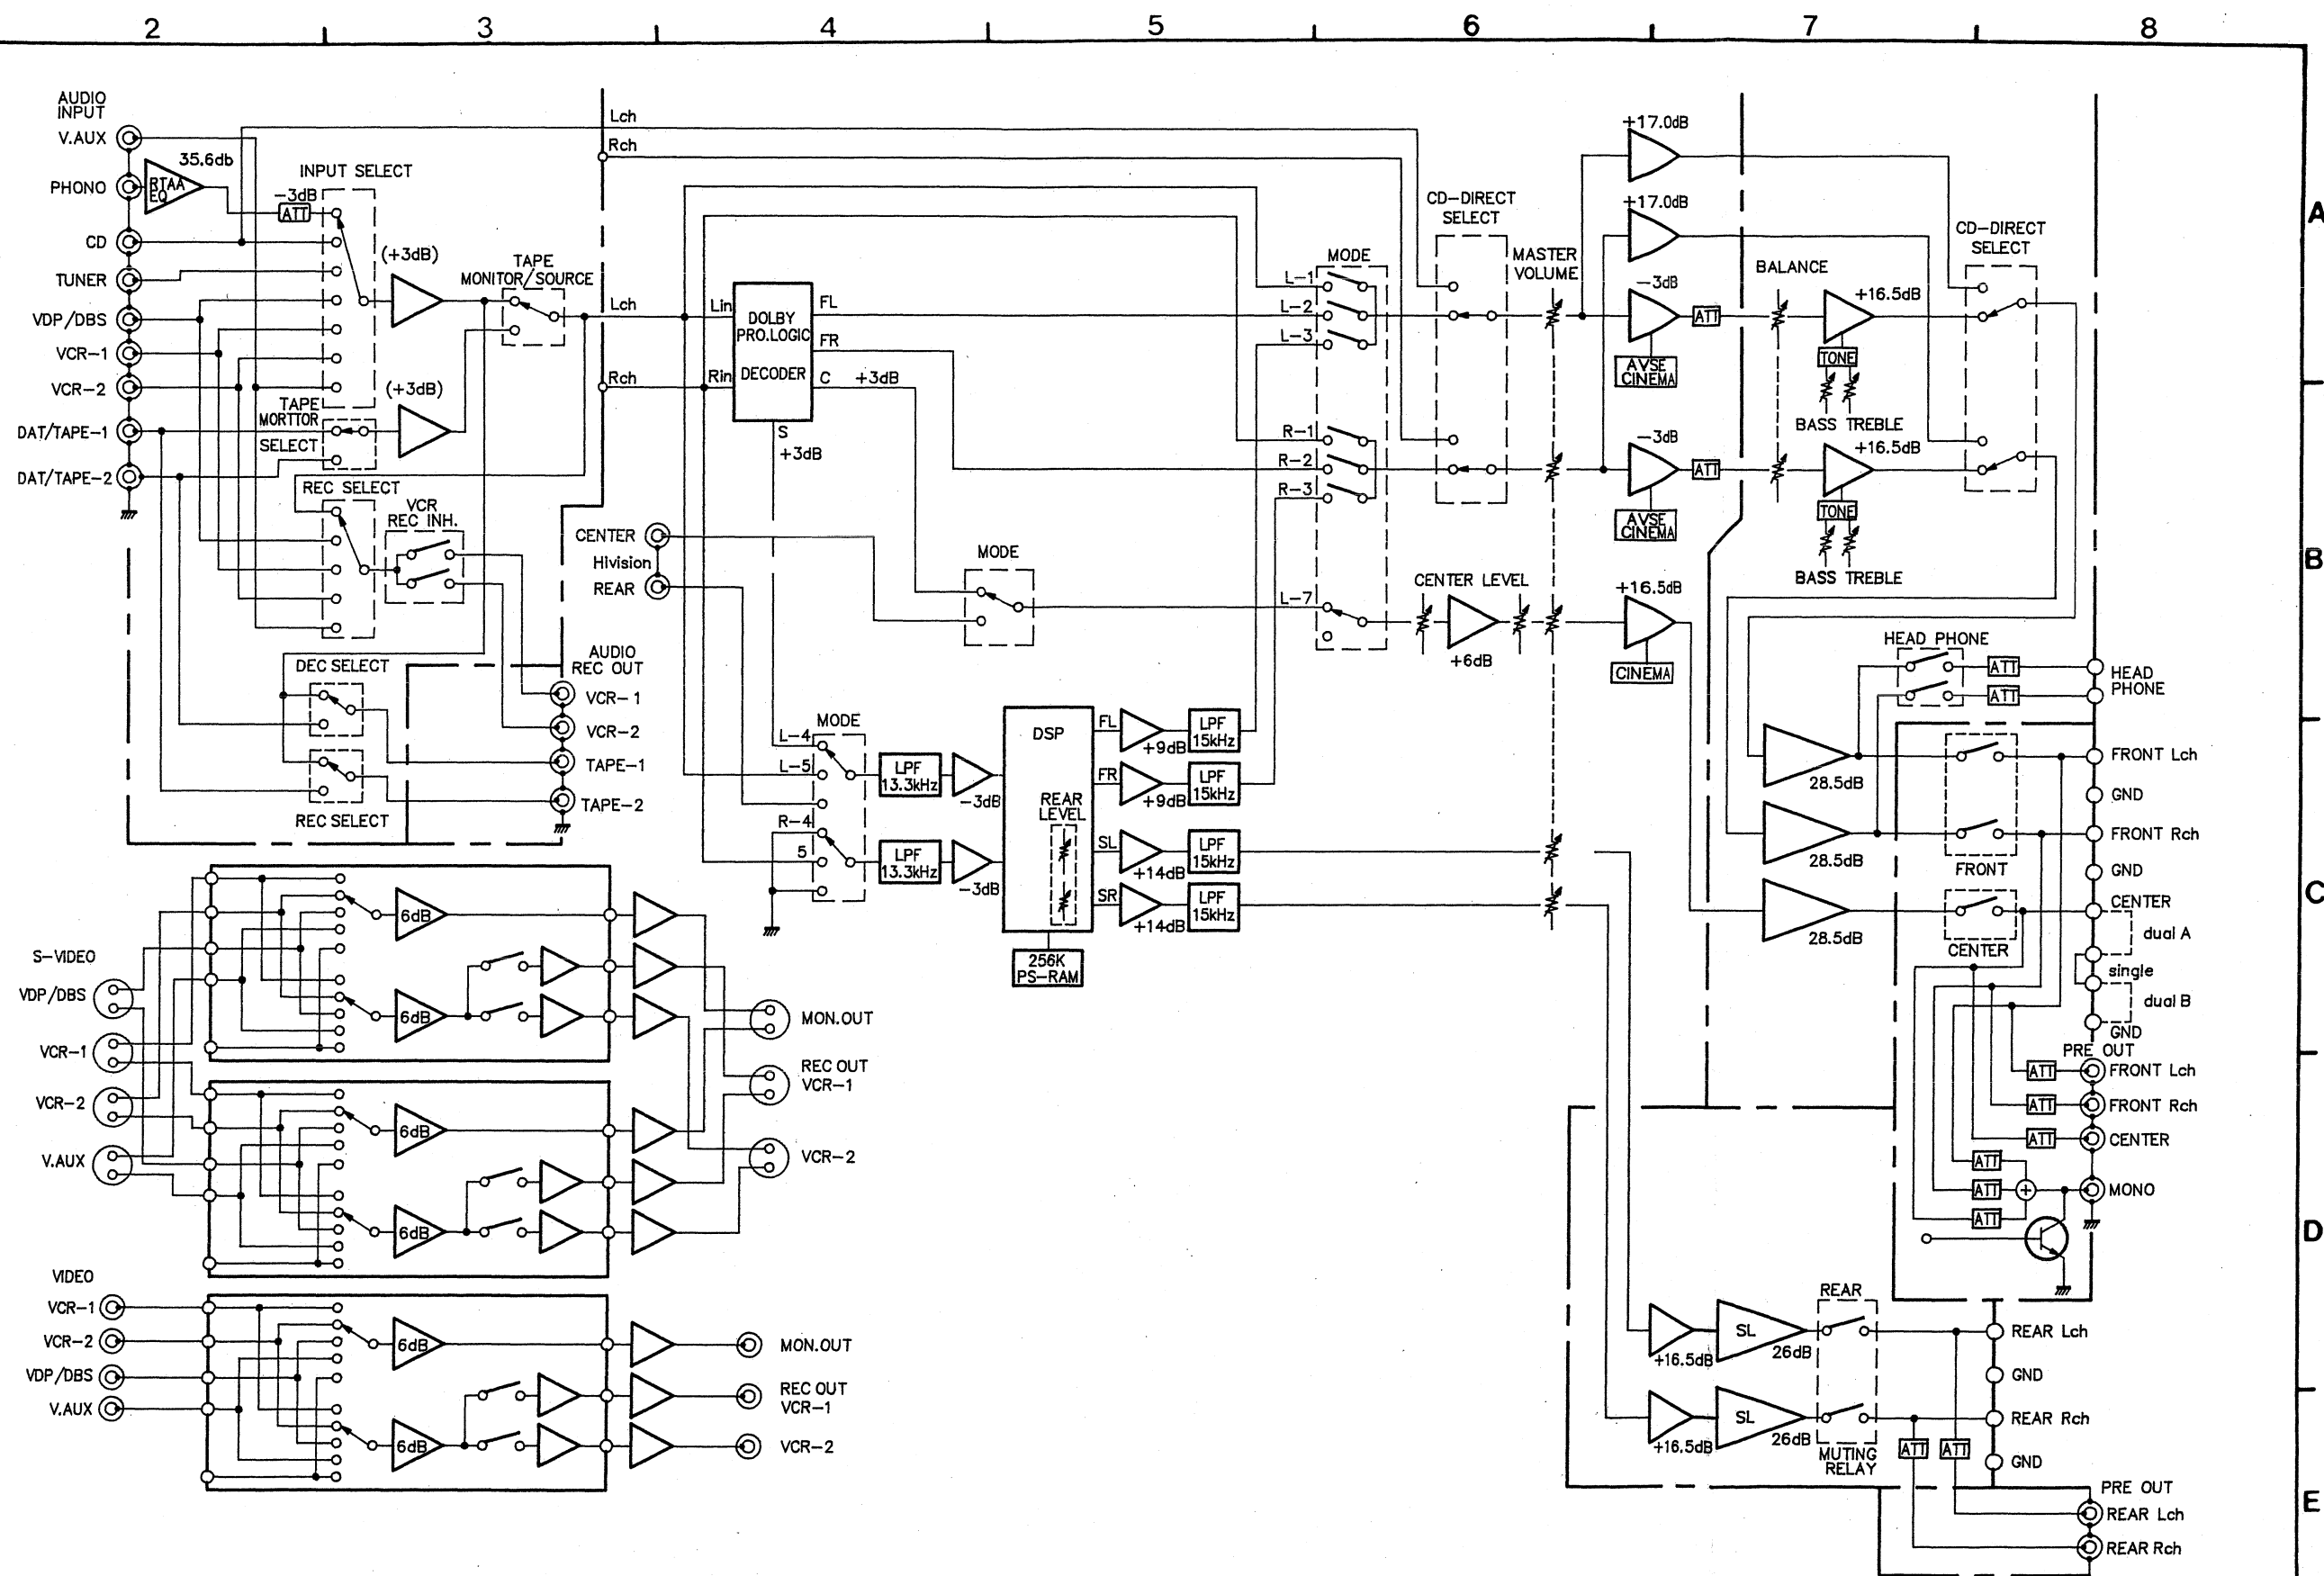 2 3 4 5 6 7 8
A
B
C
D
E
AUDIO
INPUT
V.AUX
PHONO
CD
TUNER
VDP/DBS
VCR-1
VCR-2
DAT/TAPE-1
DAT/TAPE-2
35.6db
RTAA
EQ
-3dB
ATT
INPUT SELECT
(+3dB)
TAPE
MONITOR/SOURCE
(+3dB)
TAPE
MORTTOR
SELECT
REC SELECT
VCR
REC INH.
DEC SELECT
REC SELECT
AUDIO
REC OUT
VCR-1
VCR-2
TAPE-1
TAPE-2
Lch
Rch
Lch
Rch
Lin
Rin
DOLBY
PRO.LOGIC
DECODER
FL
FR
C +3dB
S
+3dB
CENTER
Hivision
REAR
MODE
MODE
L-4
L-5
R-4
5
LPF
13.3kHz
-3dB
LPF
13.3kHz
-3dB
DSP
REAR
LEVEL
256K
PS-RAM
FL
+9dB
LPF
15kHz
FR
+9dB
LPF
15kHz
SL
+14dB
LPF
15kHz
SR
+14dB
LPF
15kHz
MODE
L-1
L-2
L-3
R-1
R-2
R-3
L-7
CD-DIRECT
SELECT
MASTER
VOLUME
CENTER LEVEL
+6dB
+17.0dB
+17.0dB
-3dB
ATT
AVSE
CINEMA
-3dB
ATT
AVSE
CINEMA
+16.5dB
CINEMA
BALANCE
+16.5dB
TONE
BASS TREBLE
+16.5dB
TONE
BASS TREBLE
CD-DIRECT
SELECT
HEAD PHONE
ATT
ATT
HEAD
PHONE
28.5dB
28.5dB
28.5dB
FRONT
CENTER
FRONT Lch
GND
FRONT Rch
GND
CENTER
dual A
single
dual B
GND
PRE OUT
ATT
FRONT Lch
ATT
FRONT Rch
ATT
CENTER
ATT
ATT
+
MONO
ATT
S-VIDEO
VDP/DBS
VCR-1
VCR-2
V.AUX
6dB
6dB
6dB
6dB
MON.OUT
REC OUT
VCR-1
VCR-2
VIDEO
VCR-1
VCR-2
VDP/DBS
V.AUX
6dB
6dB
MON.OUT
REC OUT
VCR-1
VCR-2
+16.5dB
SL
26dB
REAR
+16.5dB
SL
26dB
MUTING
RELAY
REAR Lch
GND
REAR Rch
GND
ATT
ATT
PRE OUT
REAR Lch
REAR Rch